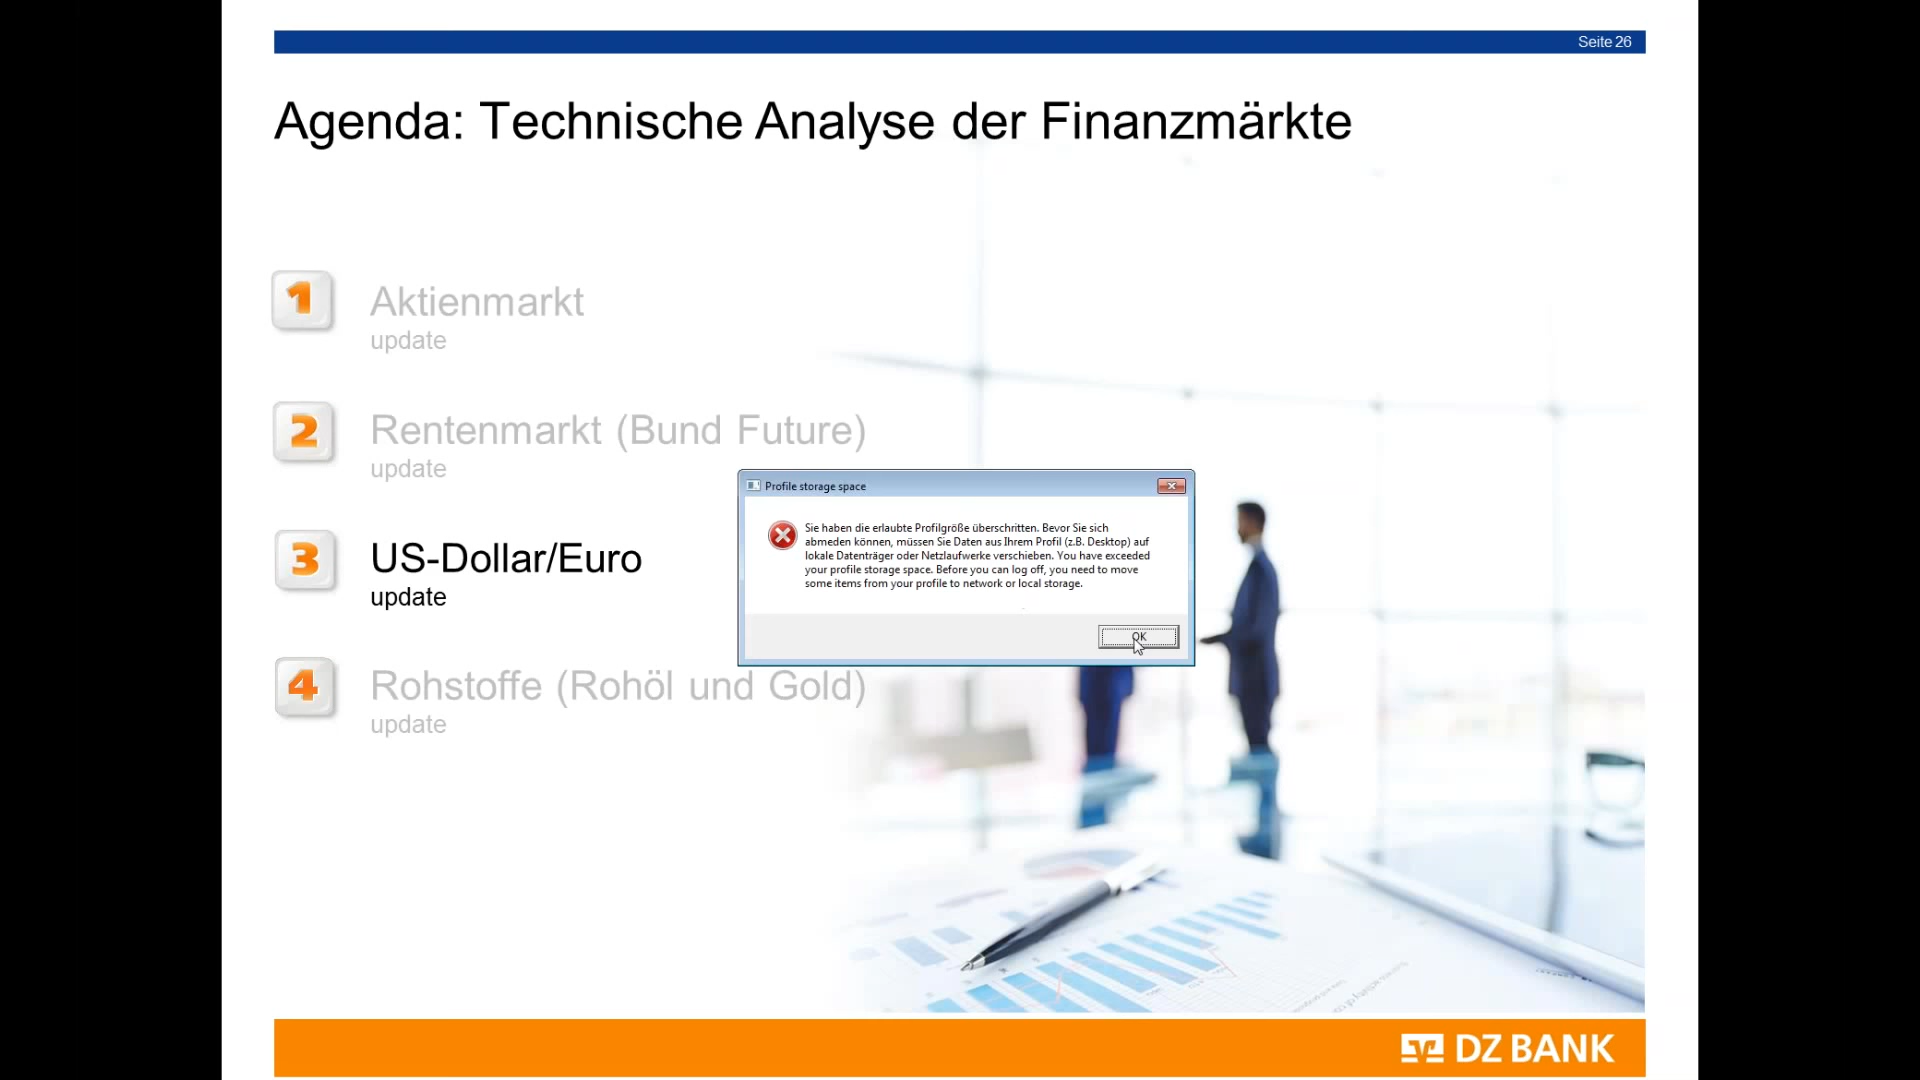 Seite 26
Agenda: Technische Analyse der Finanzmärkte
1
Aktienmarkt
update
2
Rentenmarkt (Bund Future)
update
Profile storage space
Sie haben die erlaubte Profilgröße überschritten. Bevor Sie sich
abmeden können, müssen Sie Daten aus Ihrem Profil (z.B. Desktop) auf
lokale Datenträger oder Netzlaufwerke verschieben. You have exceeded
your profile storage space. Before you can log off, you need to move
some items from your profile to network or local storage.
OK
3
US-Dollar/Euro
update
4
Rohstoffe (Rohöl und Gold)
update
DZ BANK